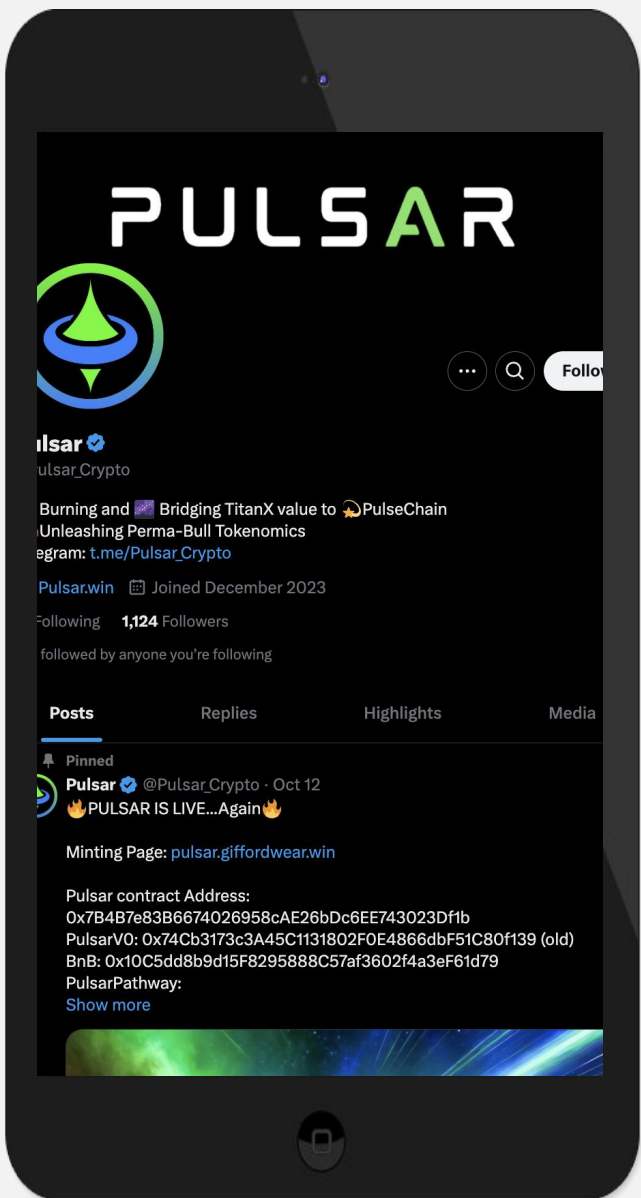 PULSAR
Follow
ulsar
ulsar_Crypto
Burning and 🌌 Bridging TitanX value to 💫PulseChain
Unleashing Perma-Bull Tokenomics
egram: t.me/Pulsar_Crypto
Pulsar.win Joined December 2023
Following 1,124 Followers
followed by anyone you're following
Posts Replies Highlights Media
Pinned
Pulsar @Pulsar_Crypto · Oct 12
🔥PULSAR IS LIVE...Again🔥
Minting Page: pulsar.giffordwear.win
Pulsar contract Address:
0x7B4B7e83B6674026958cAE26bDc6EE743023Df1b
PulsarV0: 0x74Cb3173c3A45C1131802F0E4866dbF51C80f139 (old)
BnB: 0x10C5dd8b9d15F8295888C57af3602f4a3eF61d79
PulsarPathway:
Show more